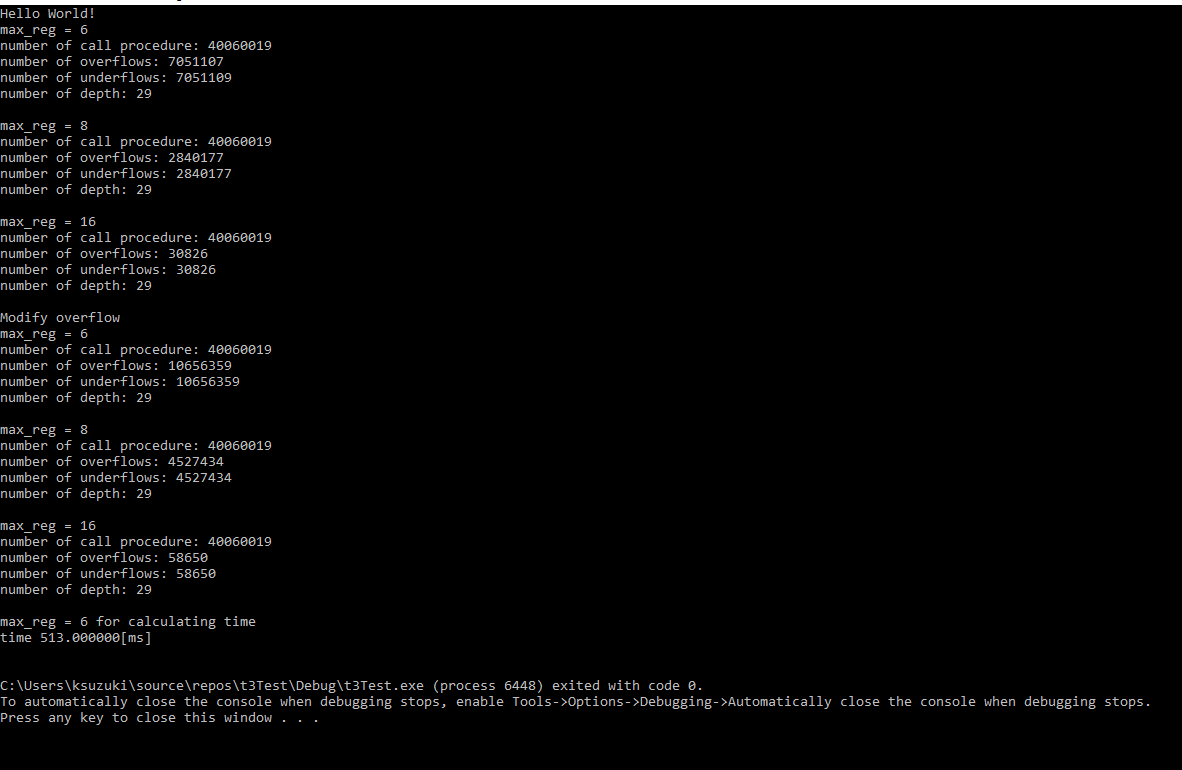 Hello World!
max_reg = 6
number of call procedure: 40060019
number of overflows: 7051107
number of underflows: 7051109
number of depth: 29
max_reg = 8
number of call procedure: 40060019
number of overflows: 2840177
number of underflows: 2840177
number of depth: 29
max_reg = 16
number of call procedure: 40060019
number of overflows: 30826
number of underflows: 30826
number of depth: 29
Modify overflow
max_reg = 6
number of call procedure: 40060019
number of overflows: 10656359
number of underflows: 10656359
number of depth: 29
max_reg = 8
number of call procedure: 40060019
number of overflows: 4527434
number of underflows: 4527434
number of depth: 29
max_reg = 16
number of call procedure: 40060019
number of overflows: 58650
number of underflows: 58650
number of depth: 29
max_reg = 6 for calculating time
time 513.000000[ms]
C:\Users\ksuzuki\source\repos\t3Test\Debug\t3Test.exe (process 6448) exited with code 0.
To automatically close the console when debugging stops, enable Tools->Options->Debugging->Automatically close the console when debugging stops.
Press any key to close this window . . .